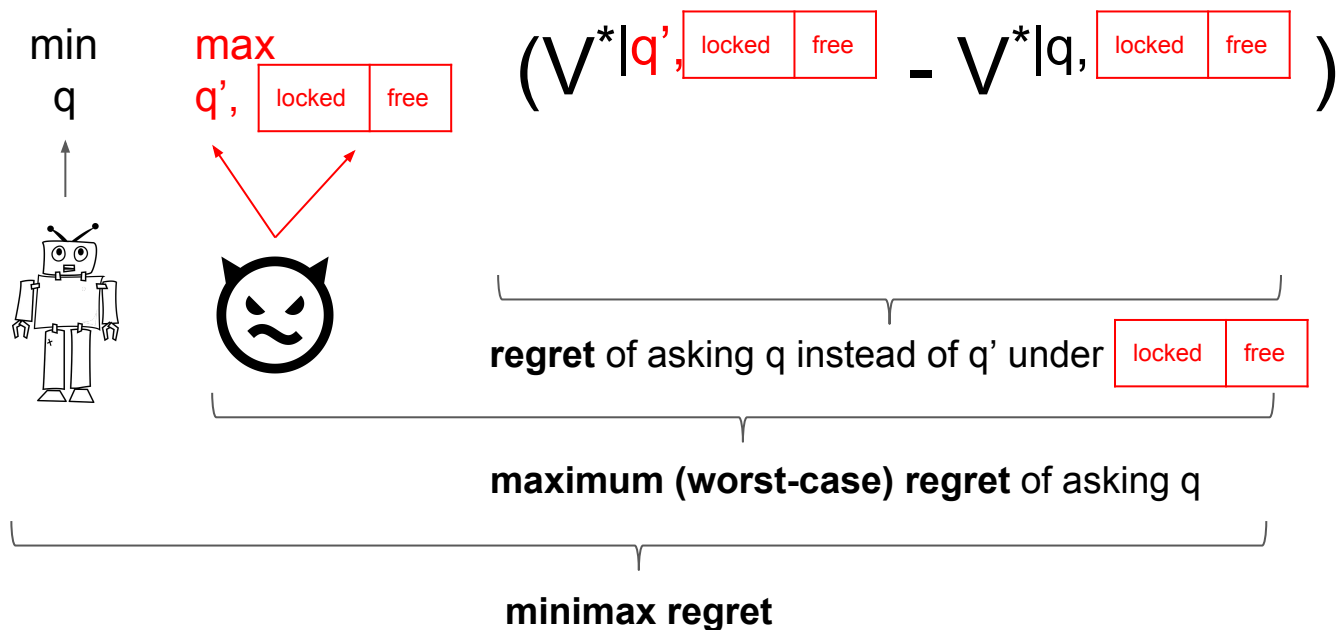 min max (V*|q’, locked free - V*|q, locked free )
q q’, locked free
regret of asking q instead of q’ under locked free
maximum (worst-case) regret of asking q
minimax regret